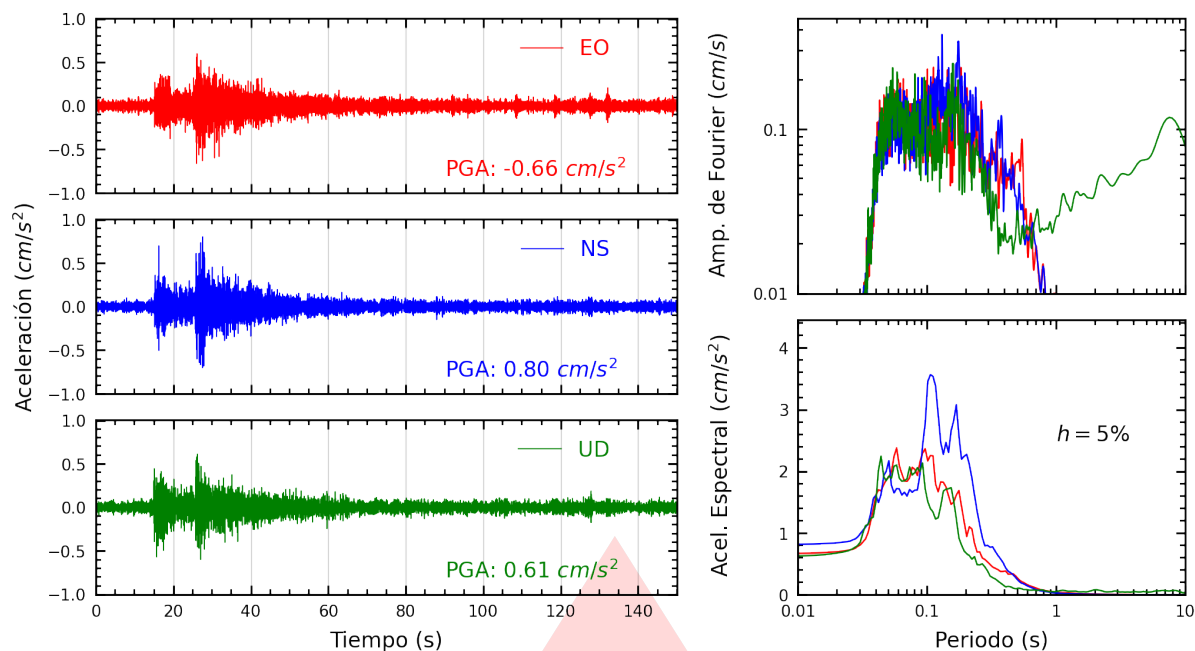 Aceleración (cm/s²)
1.0
0.5
0.0
−0.5
−1.0
EO
PGA: -0.66 cm/s²
1.0
0.5
0.0
−0.5
−1.0
NS
PGA: 0.80 cm/s²
1.0
0.5
0.0
−0.5
−1.0
UD
PGA: 0.61 cm/s²
0 20 40 60 80 100 120 140
Tiempo (s)
Amp. de Fourier (cm/s)
0.1
0.01
Acel. Espectral (cm/s²)
4
3
2
1
0
h = 5%
0.01 0.1 1 10
Periodo (s)